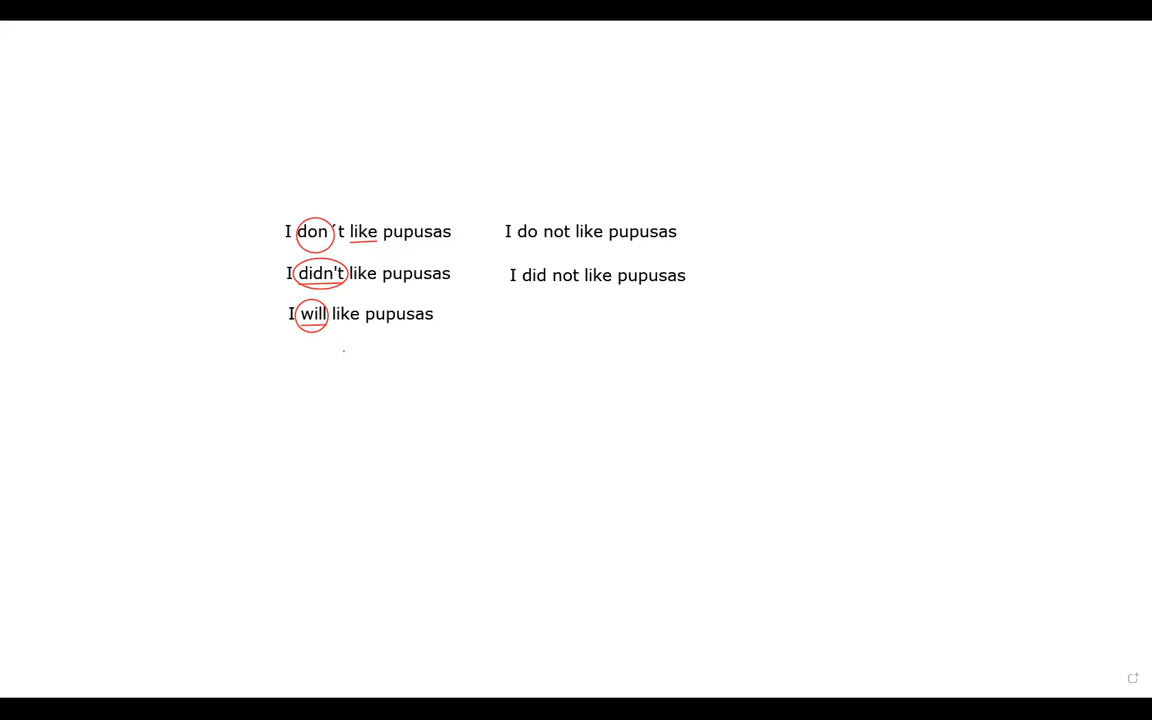 I don´t like pupusas I do not like pupusas
I didn't like pupusas I did not like pupusas
I will like pupusas